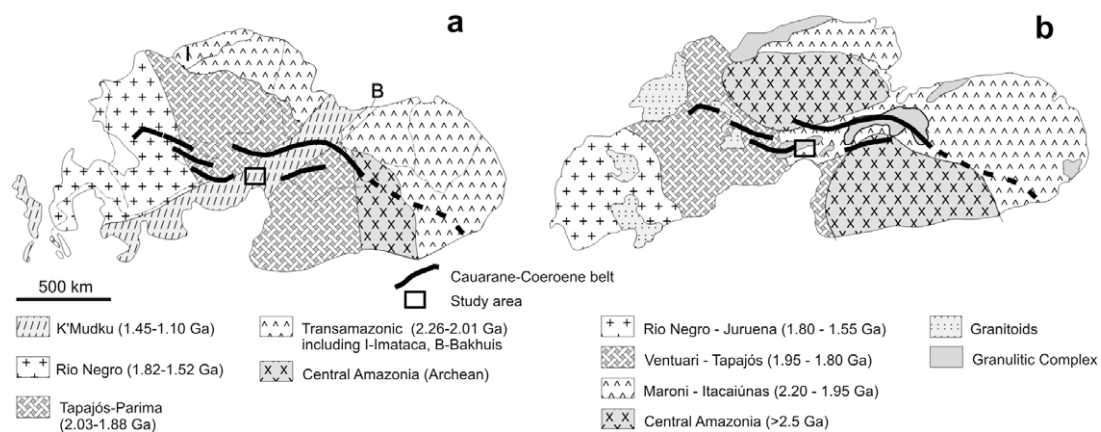 a
b
I
B
500 km
Cauarane-Coeroene belt
Study area
K'Mudku (1.45-1.10 Ga)
Rio Negro (1.82-1.52 Ga)
Tapajós-Parima
(2.03-1.88 Ga)
Transamazonic (2.26-2.01 Ga)
including I-Imataca, B-Bakhuis
Central Amazonia (Archean)
Rio Negro - Juruena (1.80 - 1.55 Ga)
Ventuari - Tapajós (1.95 - 1.80 Ga)
Maroni - Itacaiúnas (2.20 - 1.95 Ga)
Central Amazonia (>2.5 Ga)
Granitoids
Granulitic Complex